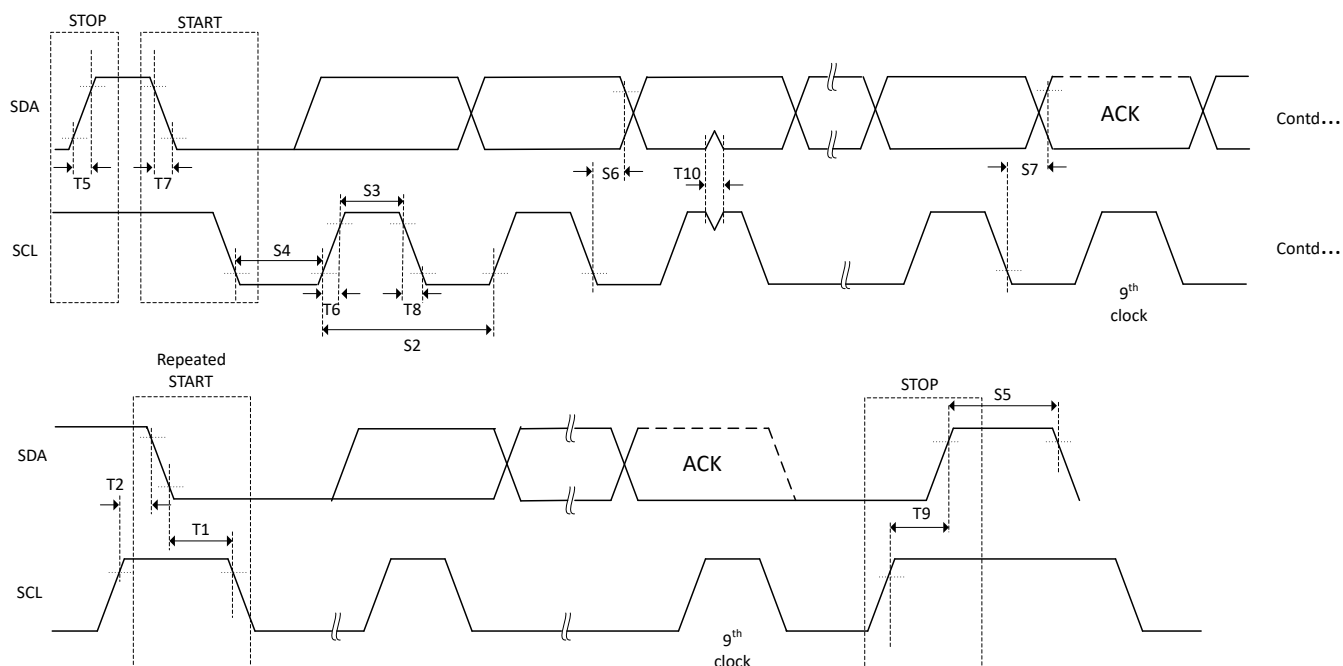 STOP
START
SDA
ACK
Contd...
T5
T7
S6
T10
S7
S3
SCL
S4
Contd...
T6
T8
9th
clock
S2
Repeated
START
STOP
S5
SDA
ACK
T2
T9
T1
SCL
9th
clock